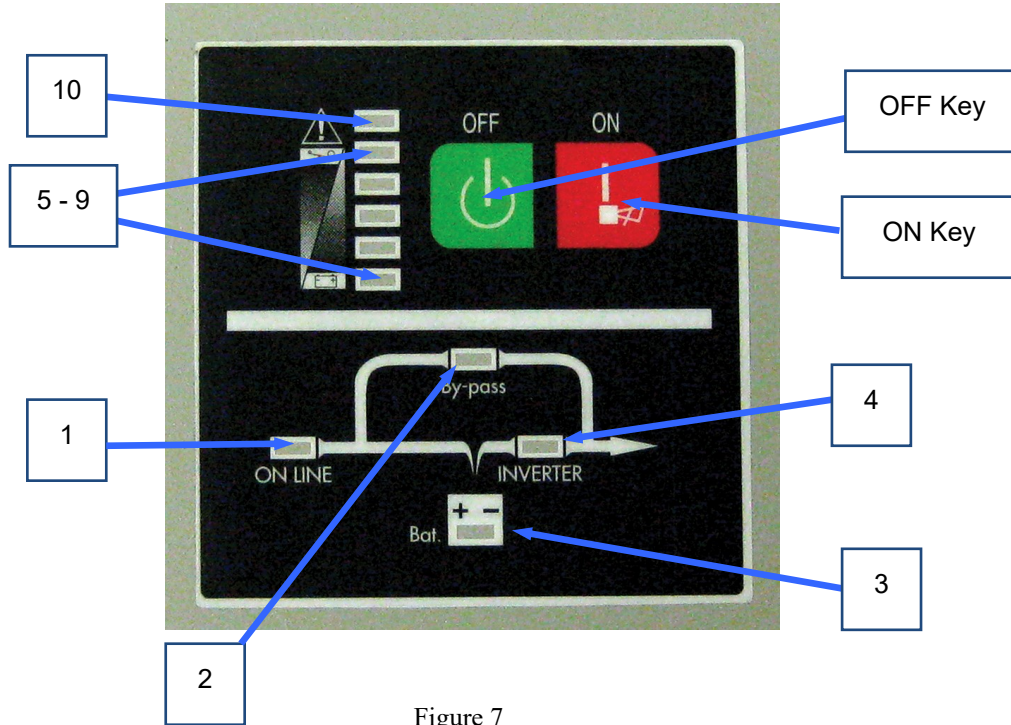 10
OFF
ON
OFF Key
5 - 9
ON Key
By-pass
4
1
ON LINE
INVERTER
+ −
Bat.
3
2
Figure 7